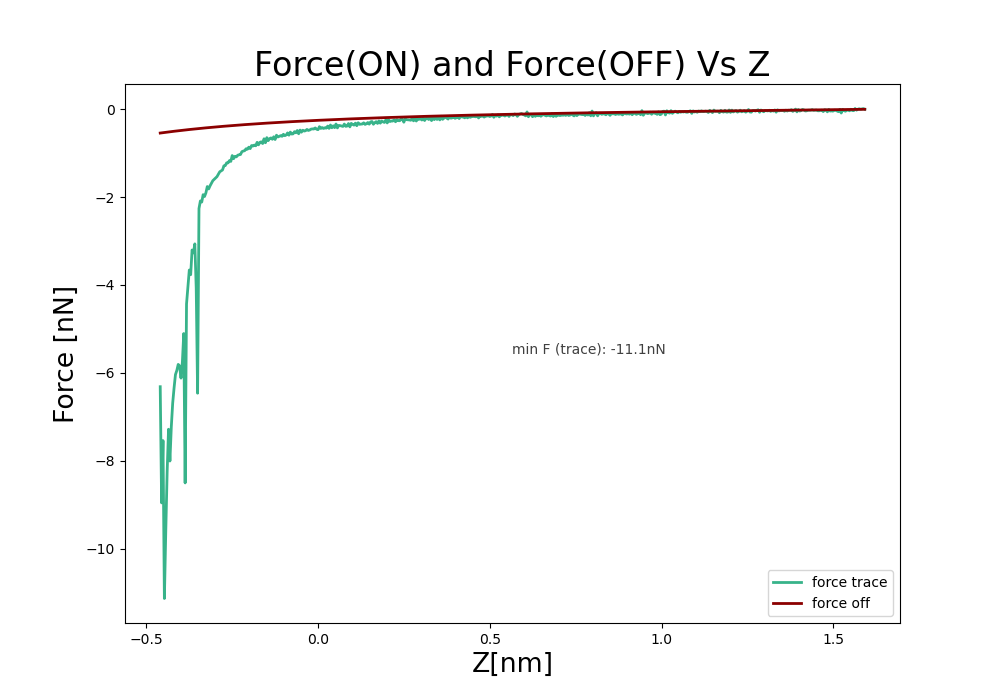 Force(ON) and Force(OFF) Vs Z
0
−2
−4
−6
−8
−10
Force [nN]
min F (trace): -11.1nN
force trace
force off
−0.5
0.0
0.5
1.0
1.5
Z[nm]